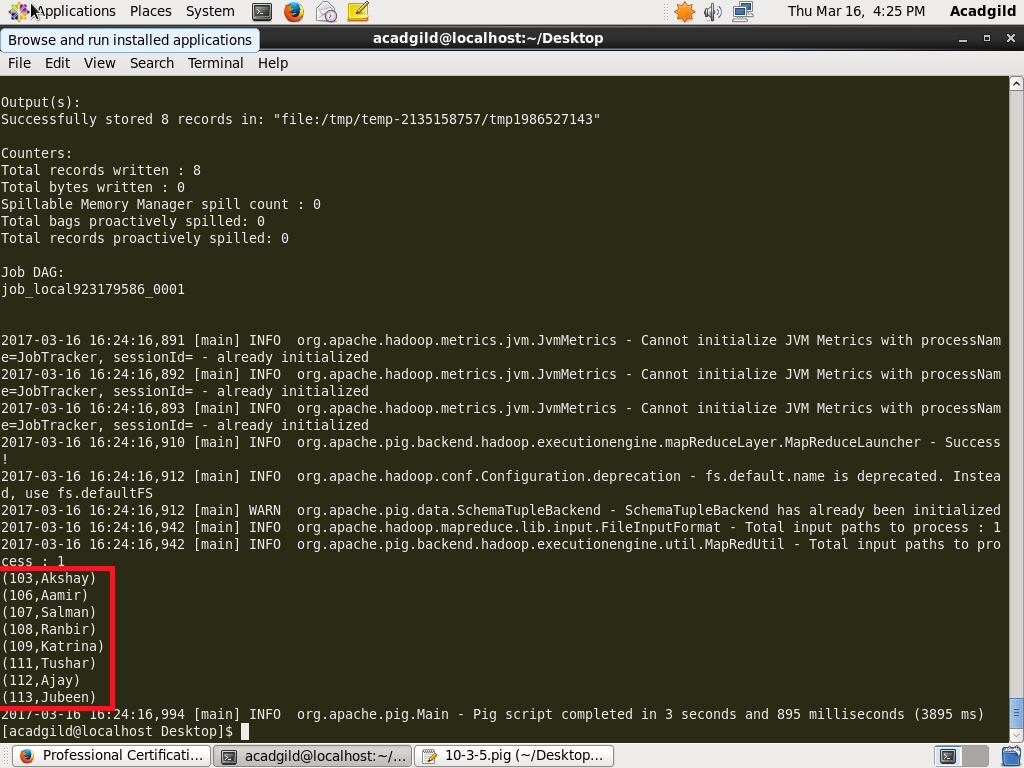 Applications Places System Thu Mar 16, 4:25 PM Acadgild
Browse and run installed applications
acadgild@localhost:~/Desktop
File Edit View Search Terminal Help
Output(s):
Successfully stored 8 records in: "file:/tmp/temp-2135158757/tmp1986527143"
Counters:
Total records written : 8
Total bytes written : 0
Spillable Memory Manager spill count : 0
Total bags proactively spilled: 0
Total records proactively spilled: 0
Job DAG:
job_local923179586_0001
2017-03-16 16:24:16,891 [main] INFO  org.apache.hadoop.metrics.jvm.JvmMetrics - Cannot initialize JVM Metrics with processNam
e=JobTracker, sessionId= - already initialized
2017-03-16 16:24:16,892 [main] INFO  org.apache.hadoop.metrics.jvm.JvmMetrics - Cannot initialize JVM Metrics with processNam
e=JobTracker, sessionId= - already initialized
2017-03-16 16:24:16,893 [main] INFO  org.apache.hadoop.metrics.jvm.JvmMetrics - Cannot initialize JVM Metrics with processNam
e=JobTracker, sessionId= - already initialized
2017-03-16 16:24:16,910 [main] INFO  org.apache.pig.backend.hadoop.executionengine.mapReduceLayer.MapReduceLauncher - Success
!
2017-03-16 16:24:16,912 [main] INFO  org.apache.hadoop.conf.Configuration.deprecation - fs.default.name is deprecated. Instea
d, use fs.defaultFS
2017-03-16 16:24:16,912 [main] WARN  org.apache.pig.data.SchemaTupleBackend - SchemaTupleBackend has already been initialized
2017-03-16 16:24:16,942 [main] INFO  org.apache.hadoop.mapreduce.lib.input.FileInputFormat - Total input paths to process : 1
2017-03-16 16:24:16,942 [main] INFO  org.apache.pig.backend.hadoop.executionengine.util.MapRedUtil - Total input paths to pro
cess : 1
(103,Akshay)
(106,Aamir)
(107,Salman)
(108,Ranbir)
(109,Katrina)
(111,Tushar)
(112,Ajay)
(113,Jubeen)
2017-03-16 16:24:16,994 [main] INFO  org.apache.pig.Main - Pig script completed in 3 seconds and 895 milliseconds (3895 ms)
[acadgild@localhost Desktop]$
Professional Certificati... acadgild@localhost:~/... 10-3-5.pig (~/Desktop...